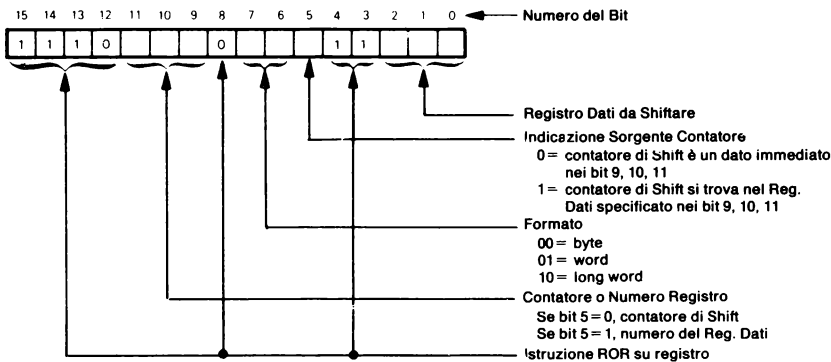 15 14 13 12 11 10 9 8 7 6 5 4 3 2 1 0 Numero del Bit
1 1 1 0 0 1 1
Registro Dati da Shiftare
Indicazione Sorgente Contatore
0= contatore di Shift è un dato immediato
nei bit 9, 10, 11
1= contatore di Shift si trova nel Reg.
Dati specificato nei bit 9, 10, 11
Formato
00= byte
01= word
10= long word
Contatore o Numero Registro
Se bit 5=0, contatore di Shift
Se bit 5=1, numero del Reg. Dati
Istruzione ROR su registro